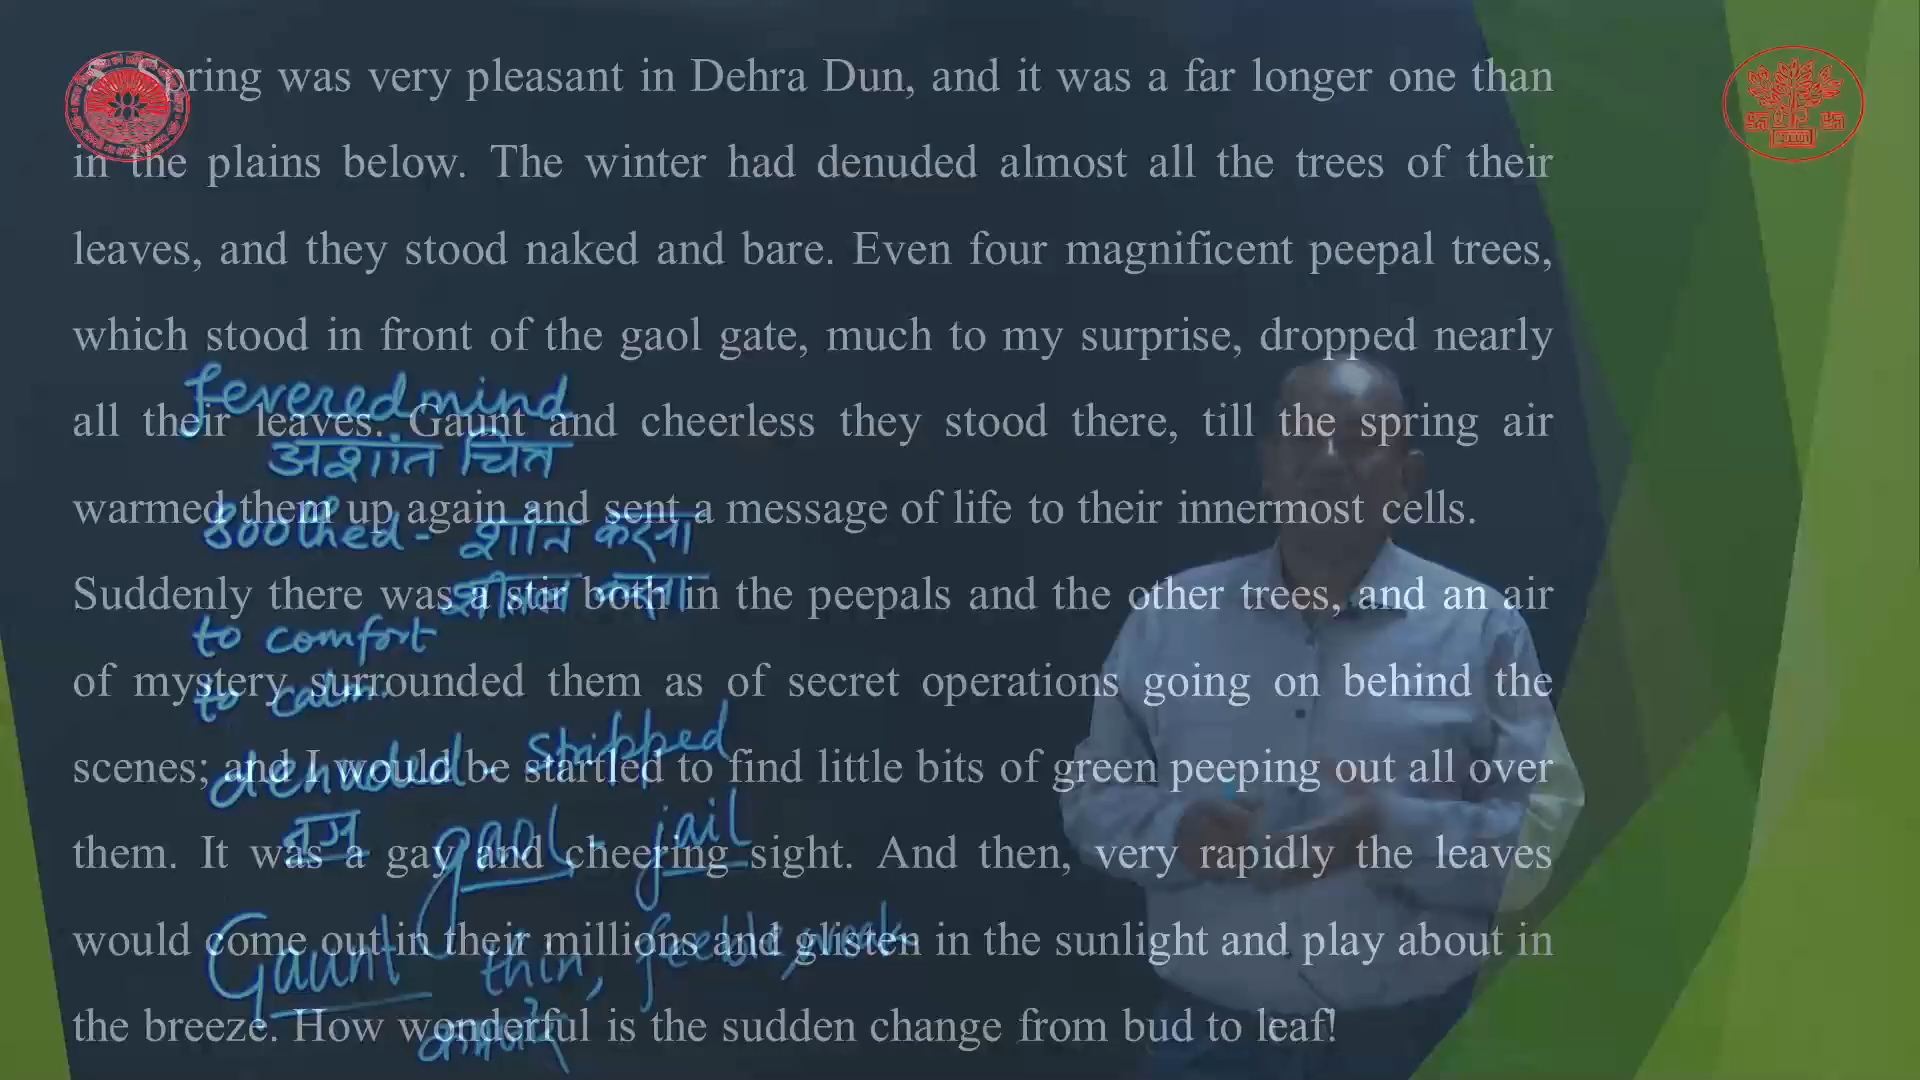 5. Spring was very pleasant in Dehra Dun, and it was a far longer one than
in the plains below. The winter had denuded almost all the trees of their
leaves, and they stood naked and bare. Even four magnificent peepal trees,
which stood in front of the gaol gate, much to my surprise, dropped nearly
all their leaves. Gaunt and cheerless they stood there, till the spring air
warmed them up again and sent a message of life to their innermost cells.
Suddenly there was a stir both in the peepals and the other trees, and an air
of mystery surrounded them as of secret operations going on behind the
scenes; and I would be startled to find little bits of green peeping out all over
them. It was a gay and cheering sight. And then, very rapidly the leaves
would come out in their millions and glisten in the sunlight and play about in
the breeze. How wonderful is the sudden change from bud to leaf!
fevered mind
अशांत चित्त
Soothed - शांत करना
शीतल करना
to comfort
to calm.
denuded - stripped
नग्न
gaol - jail
Gaunt thin, feeble, weak
कमजोर